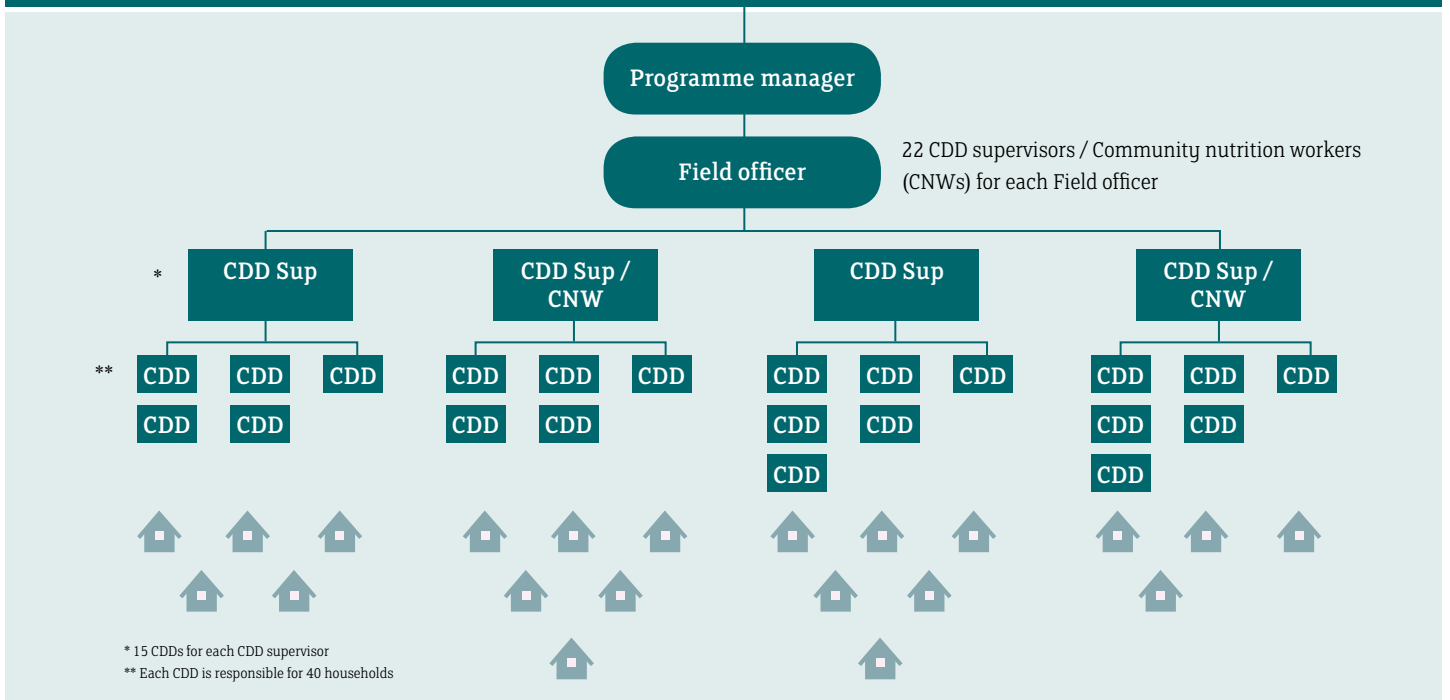 Programme manager
Field officer
22 CDD supervisors / Community nutrition workers
(CNWs) for each Field officer
*
CDD Sup
CDD Sup /
CNW
CDD Sup
CDD Sup /
CNW
**
CDD CDD CDD
CDD CDD
CDD CDD CDD
CDD CDD
CDD CDD CDD
CDD CDD
CDD
CDD CDD CDD
CDD CDD
CDD
* 15 CDDs for each CDD supervisor
** Each CDD is responsible for 40 households